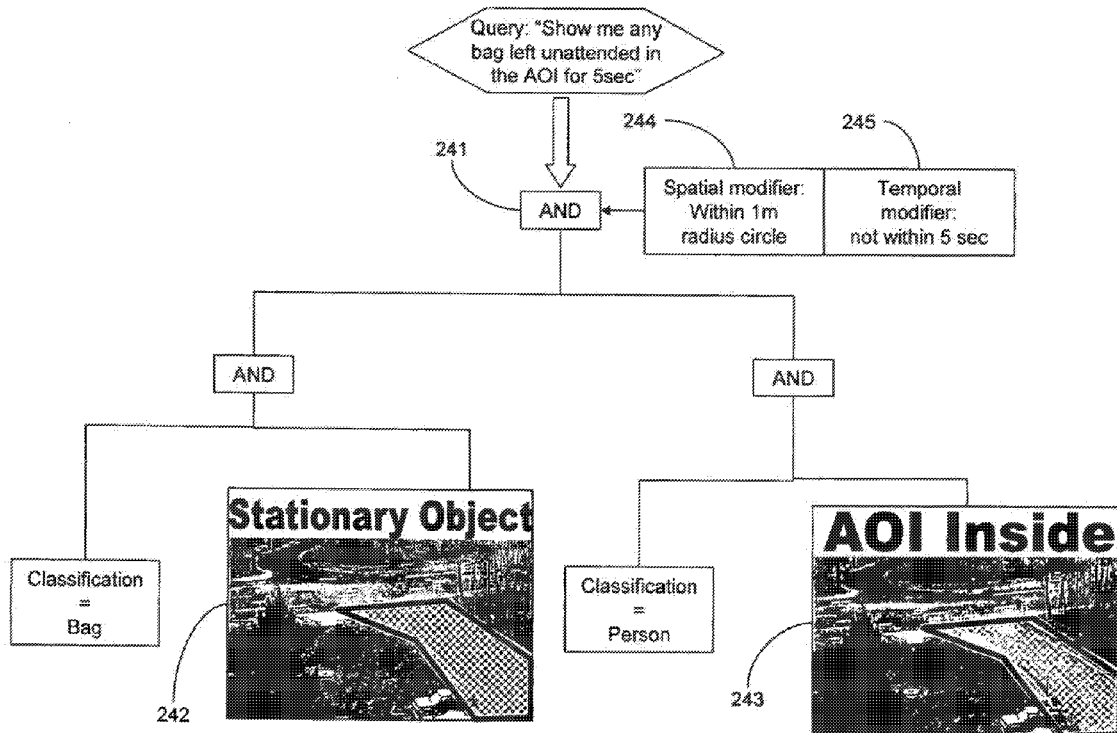 Query: "Show me any
bag left unattended in
the AOI for 5sec"
244
245
241
AND
Spatial modifier:
Within 1m
radius circle
Temporal
modifier:
not within 5 sec
AND
AND
Stationary Object
AOI Inside
Classification
=
Bag
Classification
=
Person
242
243